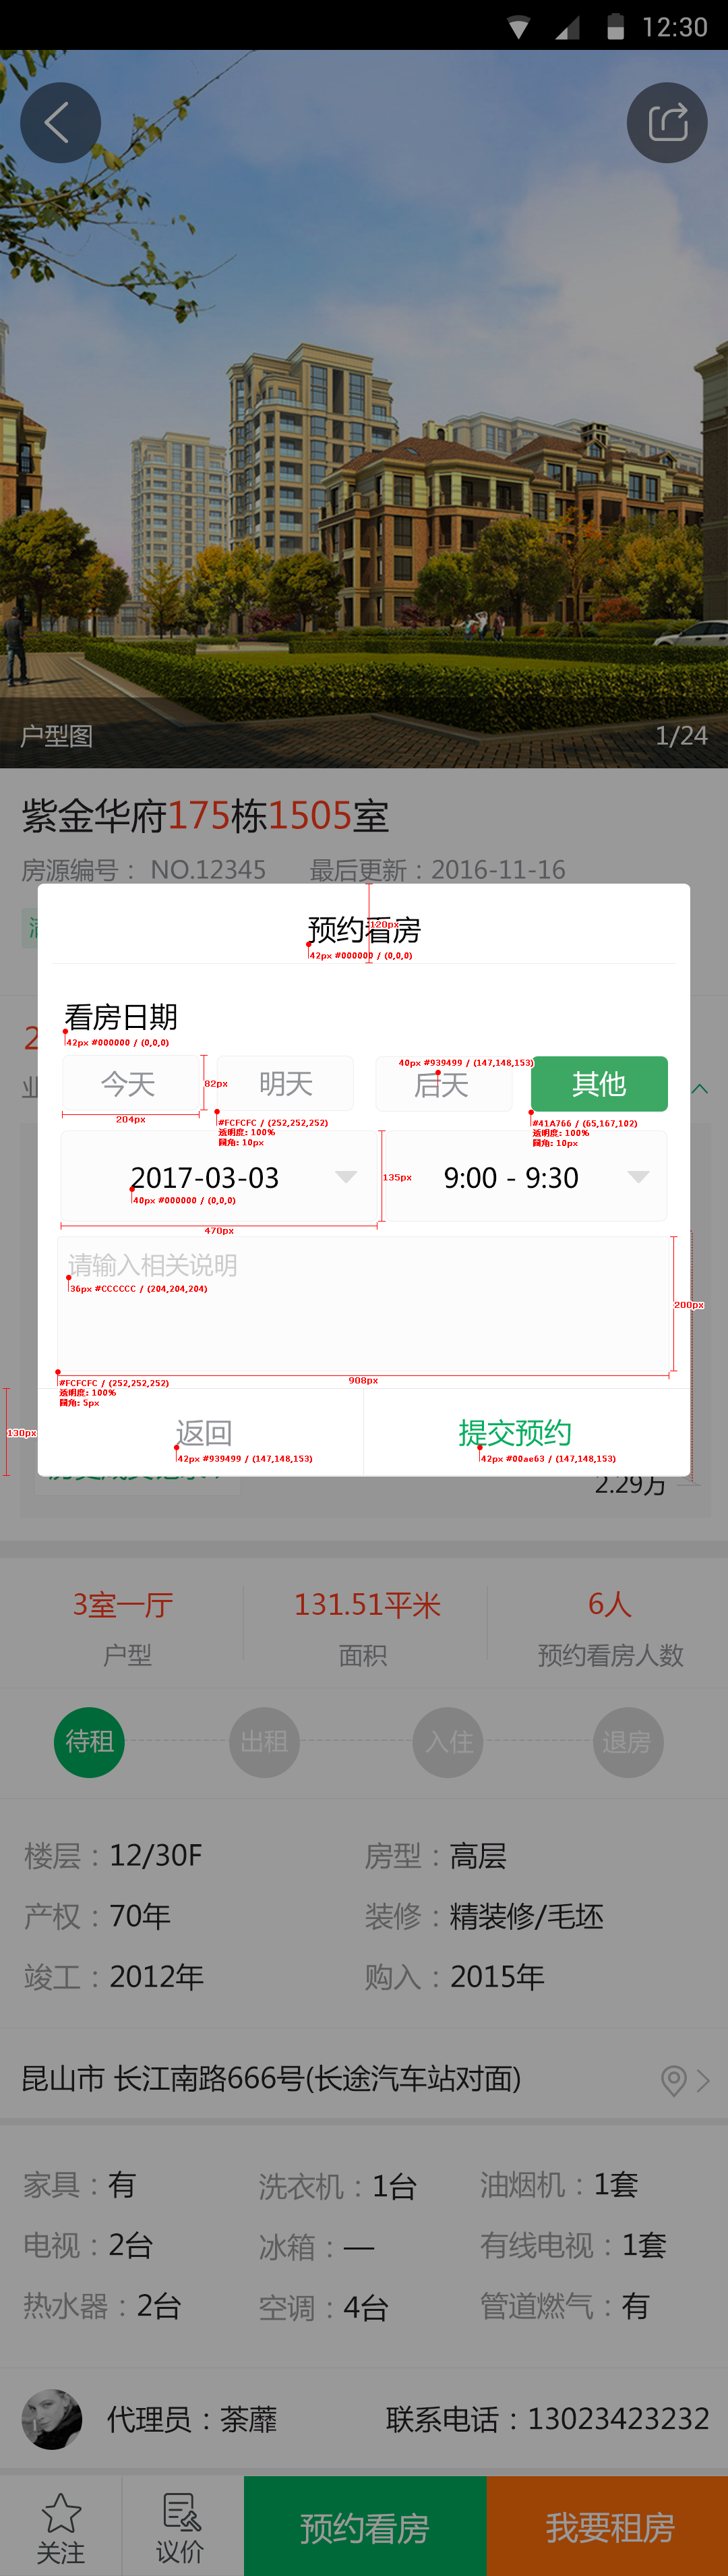 12:30
户型图 1/24
紫金华府175栋1505室
房源编号： NO.12345 最后更新：2016-11-16
预约看房
120px
42px #000000 / (0,0,0)
看房日期
42px #000000 / (0,0,0)
今天 明天 后天 其他
40px #939499 / (147,148,153)
82px
204px
#FCFCFC / (252,252,252)
透明度: 100%
圆角: 10px
#41A766 / (65,167,102)
透明度: 100%
圆角: 10px
2017-03-03 9:00 - 9:30
135px
40px #000000 / (0,0,0)
470px
请输入相关说明
36px #CCCCCC / (204,204,204)
200px
908px
#FCFCFC / (252,252,252)
透明度: 100%
圆角: 5px
130px
返回 提交预约
42px #939499 / (147,148,153)
42px #00ae63 / (147,148,153)
2.29万
3室一厅 131.51平米 6人
户型 面积 预约看房人数
待租 出租 入住 退房
楼层：12/30F 房型：高层
产权：70年 装修：精装修/毛坯
竣工：2012年 购入：2015年
昆山市 长江南路666号(长途汽车站对面)
家具：有 洗衣机：1台 油烟机：1套
电视：2台 冰箱：— 有线电视：1套
热水器：2台 空调：4台 管道燃气：有
代理员：荼蘼 联系电话：13023423232
关注 议价 预约看房 我要租房